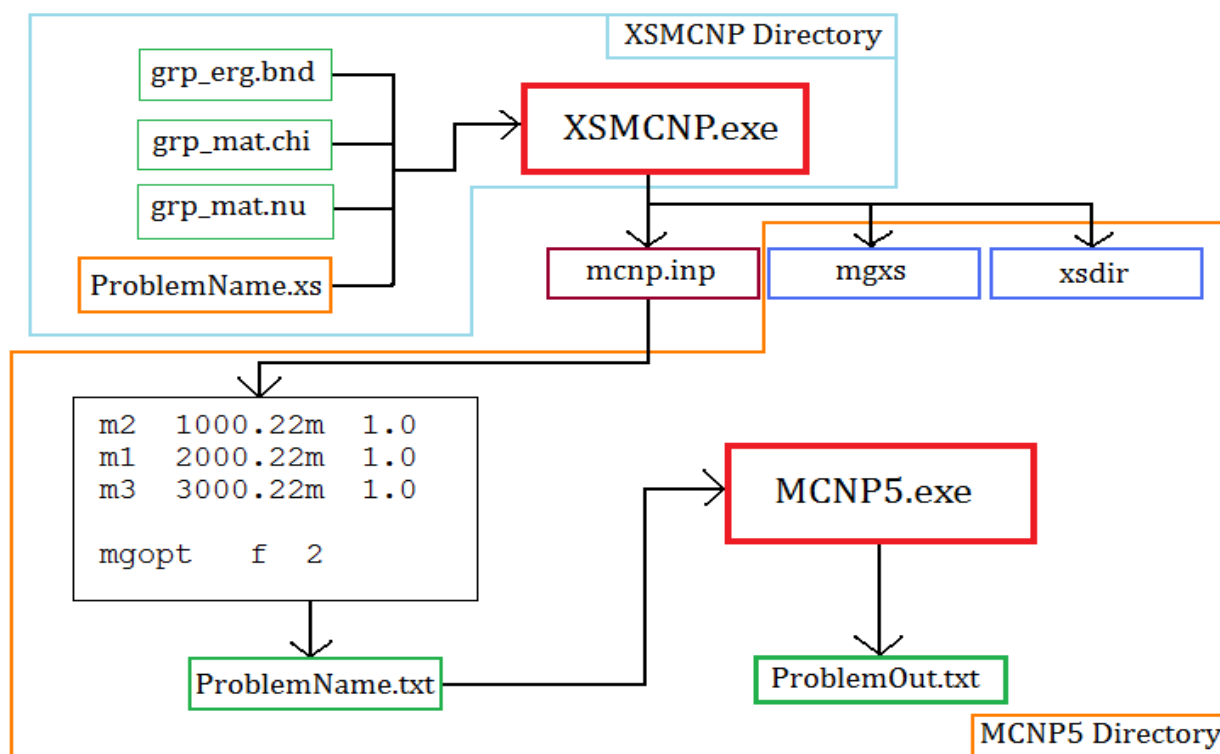 XSMCNP Directory
grp_erg.bnd
grp_mat.chi
grp_mat.nu
ProblemName.xs
XSMCNP.exe
mcnp.inp
mgxs
xsdir
m2 1000.22m 1.0
m1 2000.22m 1.0
m3 3000.22m 1.0
mgopt f 2
ProblemName.txt
MCNP5.exe
ProblemOut.txt
MCNP5 Directory